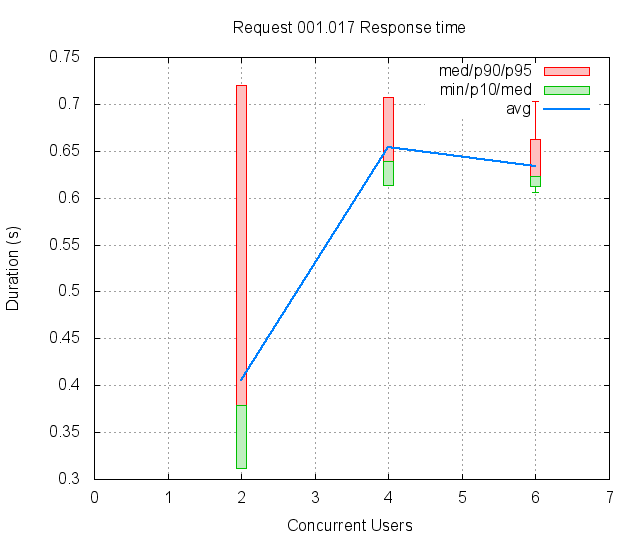 Request 001.017 Response time
med/p90/p95
min/p10/med
avg
0.75
0.7
0.65
0.6
0.55
0.5
0.45
0.4
0.35
0.3
Duration (s)
0 1 2 3 4 5 6 7
Concurrent Users